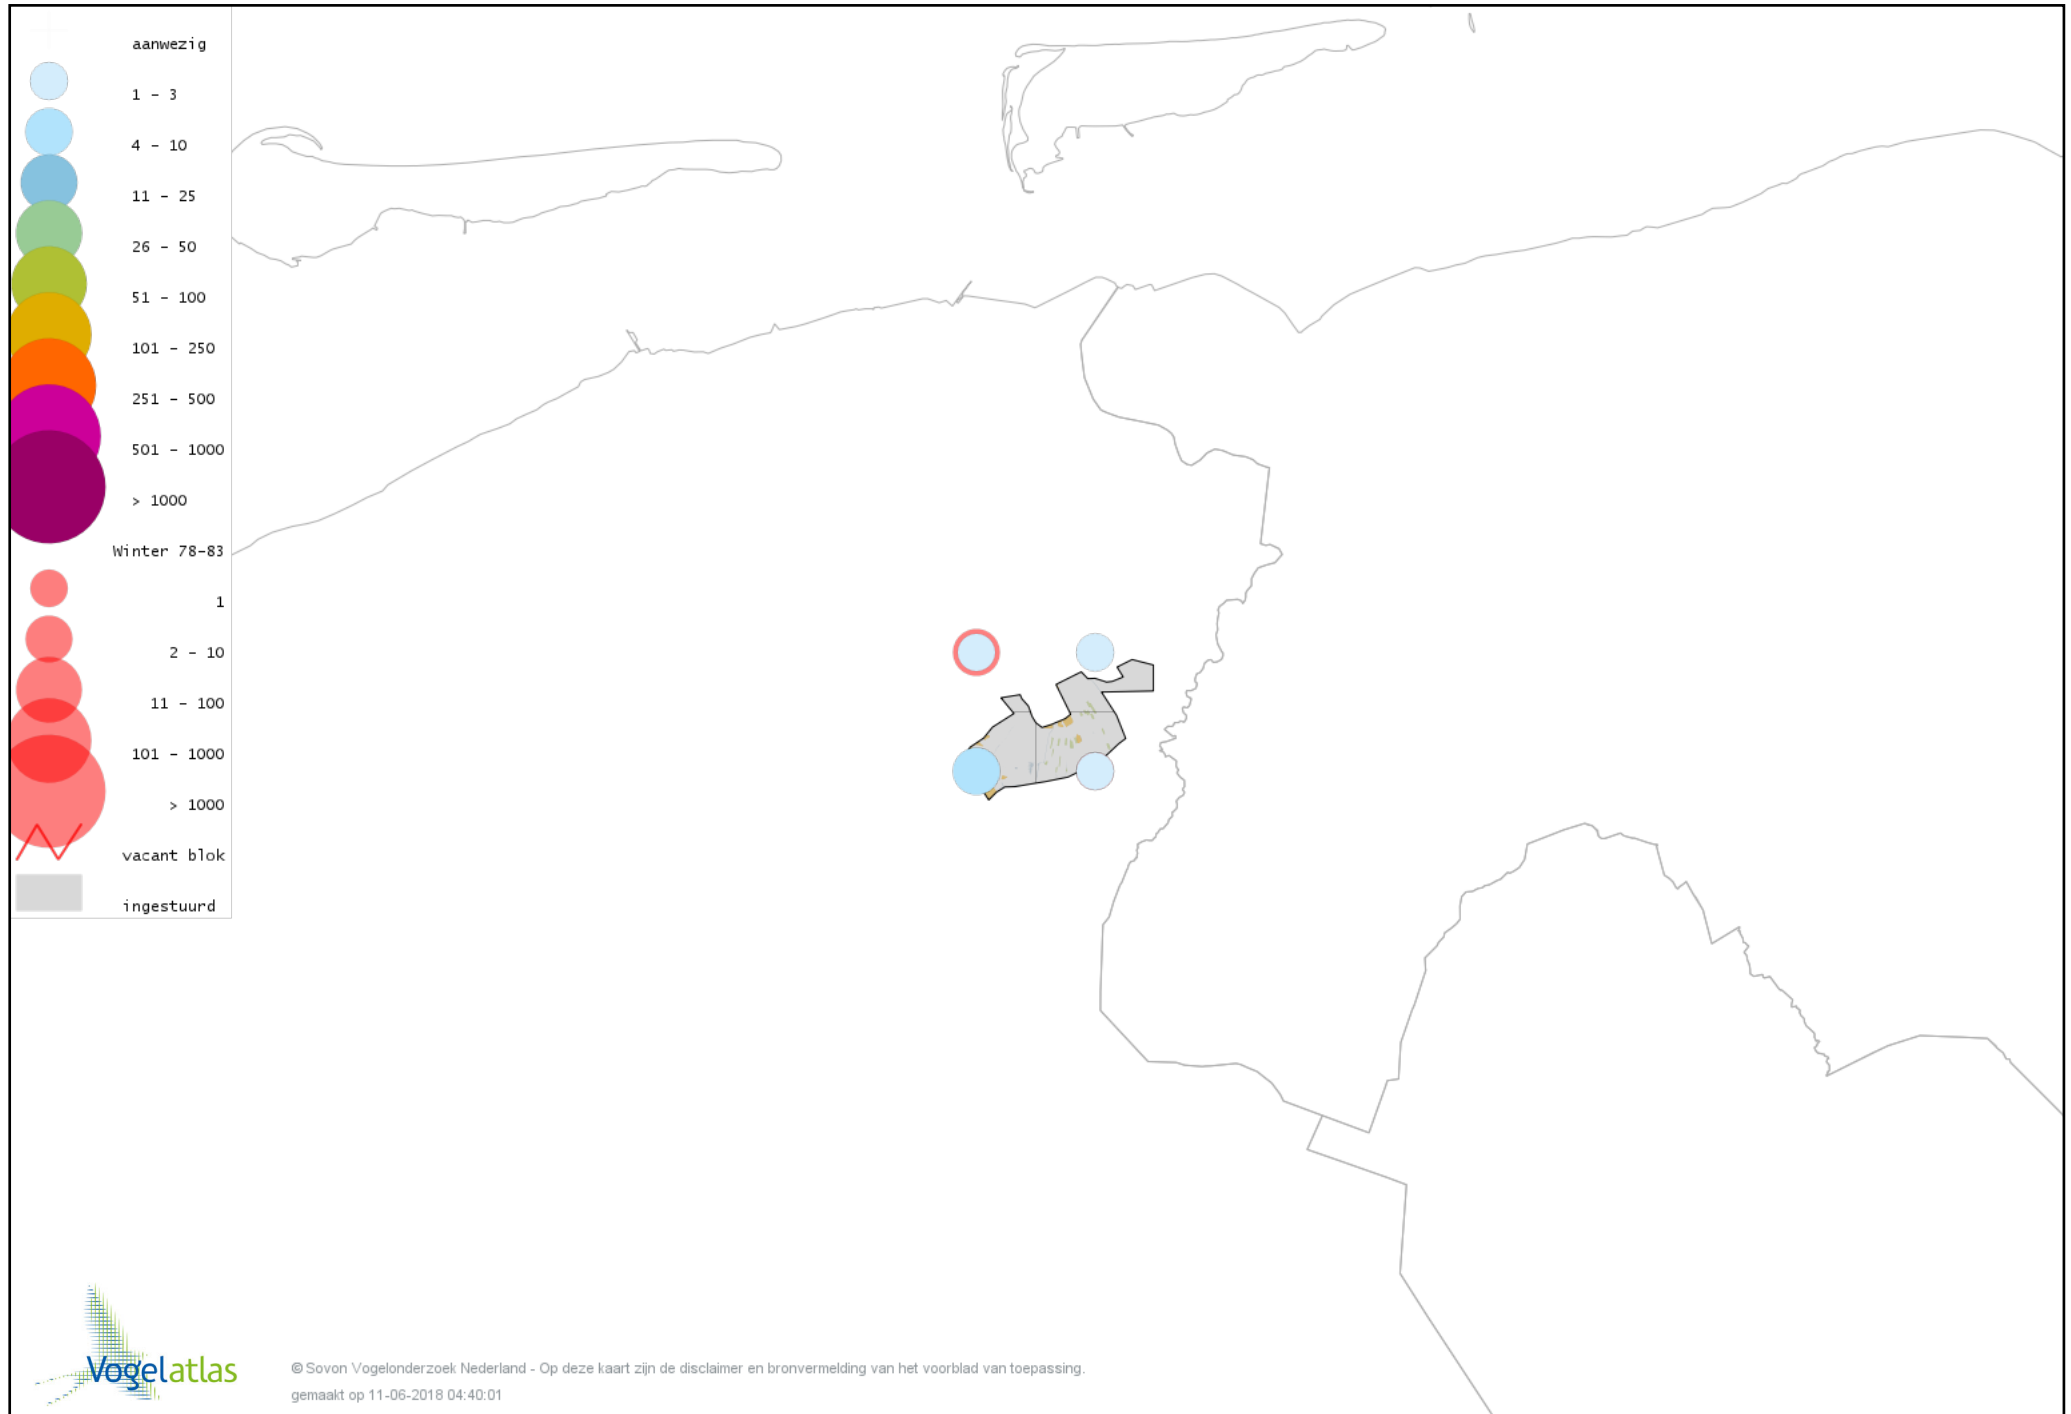 aanwezig
1 - 3
4 - 10
11 - 25
26 - 50
51 - 100
101 - 250
251 - 500
501 - 1000
> 1000
Winter 78-83
1
2 - 10
11 - 100
101 - 1000
> 1000
vacant blok
ingestuurd
Vogelatlas
© Sovon Vogelonderzoek Nederland - Op deze kaart zijn de disclaimer en bronvermelding van het voorblad van toepassing.
gemaakt op 11-06-2018 04:40:01